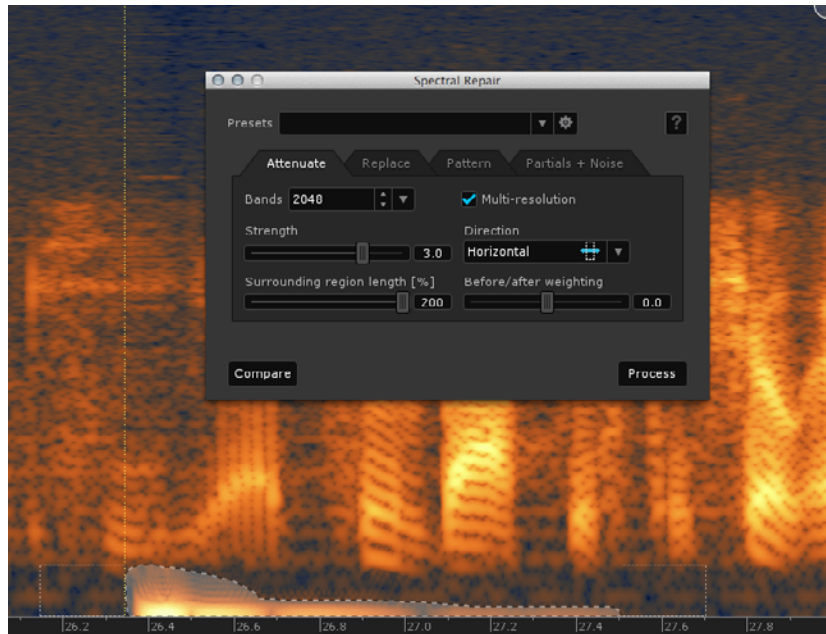 Spectral Repair
Presets
?
Attenuate Replace Pattern Partials + Noise
Bands 2048 Multi-resolution
Strength Direction
3.0 Horizontal
Surrounding region length [%] Before/after weighting
200 0.0
Compare Process
26.2 26.4 26.6 26.8 27.0 27.2 27.4 27.6 27.8